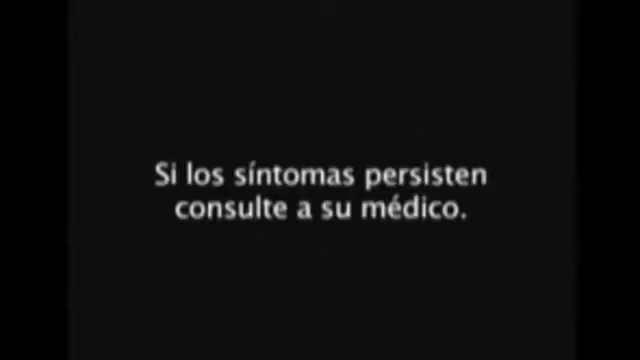 Si los síntomas persisten
consulte a su médico.